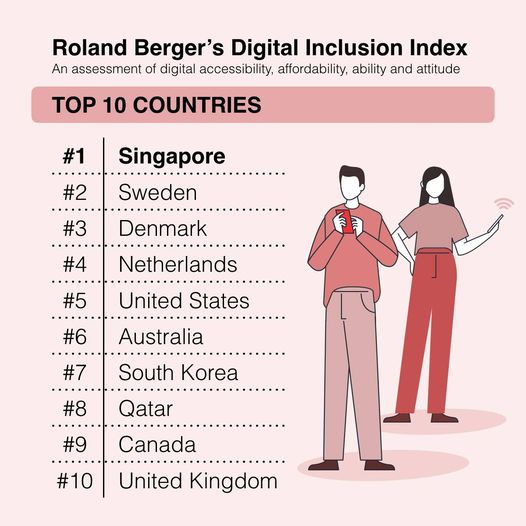 Roland Berger's Digital Inclusion Index
An assessment of digital accessibility, affordability, ability and attitude
TOP 10 COUNTRIES
#1 Singapore
#2 Sweden
#3 Denmark
#4 Netherlands
#5 United States
#6 Australia
#7 South Korea
#8 Qatar
#9 Canada
#10 United Kingdom